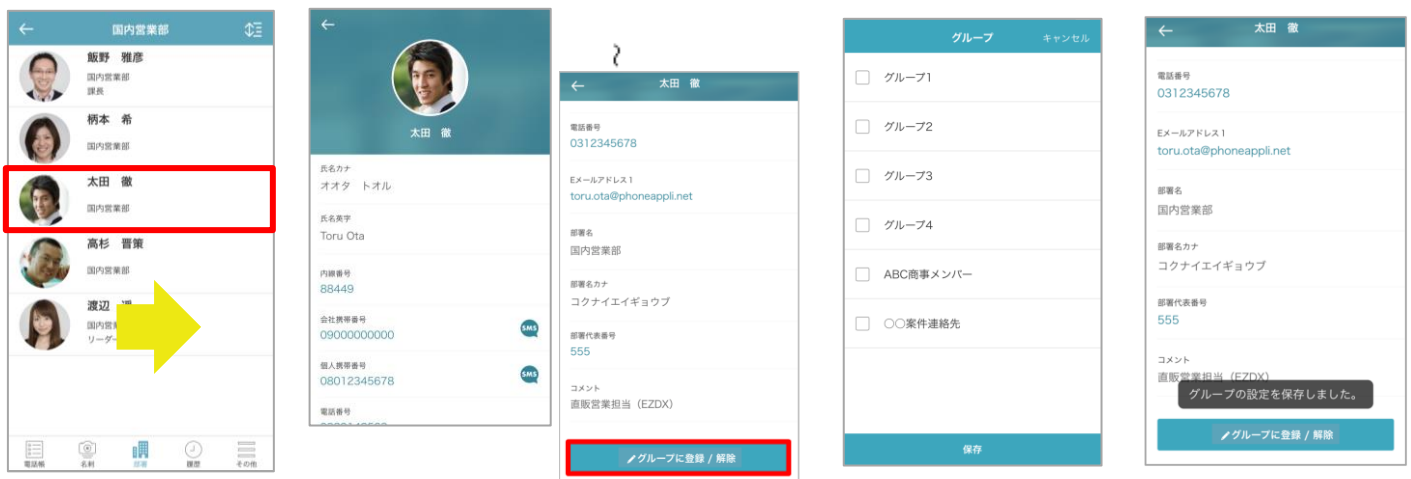 国内営業部
飯野 雅彦
国内営業部
課長
柄本 希
国内営業部
太田 徹
国内営業部
高杉 晋策
国内営業部
渡辺
国内営
リーダー
電話帳
名刺
部署
履歴
その他
太田 徹
氏名カナ
オオタ トオル
氏名英字
Toru Ota
内線番号
88449
会社携帯番号
09000000000
SMS
個人携帯番号
08012345678
SMS
電話番号
太田 徹
電話番号
0312345678
Eメールアドレス1
toru.ota@phoneappli.net
部署名
国内営業部
部署名カナ
コクナイエイギョウブ
部署代表番号
555
コメント
直販営業担当（EZDX）
グループに登録 / 解除
グループ
キャンセル
グループ1
グループ2
グループ3
グループ4
ABC商事メンバー
○○案件連絡先
保存
太田 徹
電話番号
0312345678
Eメールアドレス1
toru.ota@phoneappli.net
部署名
国内営業部
部署名カナ
コクナイエイギョウブ
部署代表番号
555
コメント
直販営業担当（EZDX）
グループの設定を保存しました。
グループに登録 / 解除